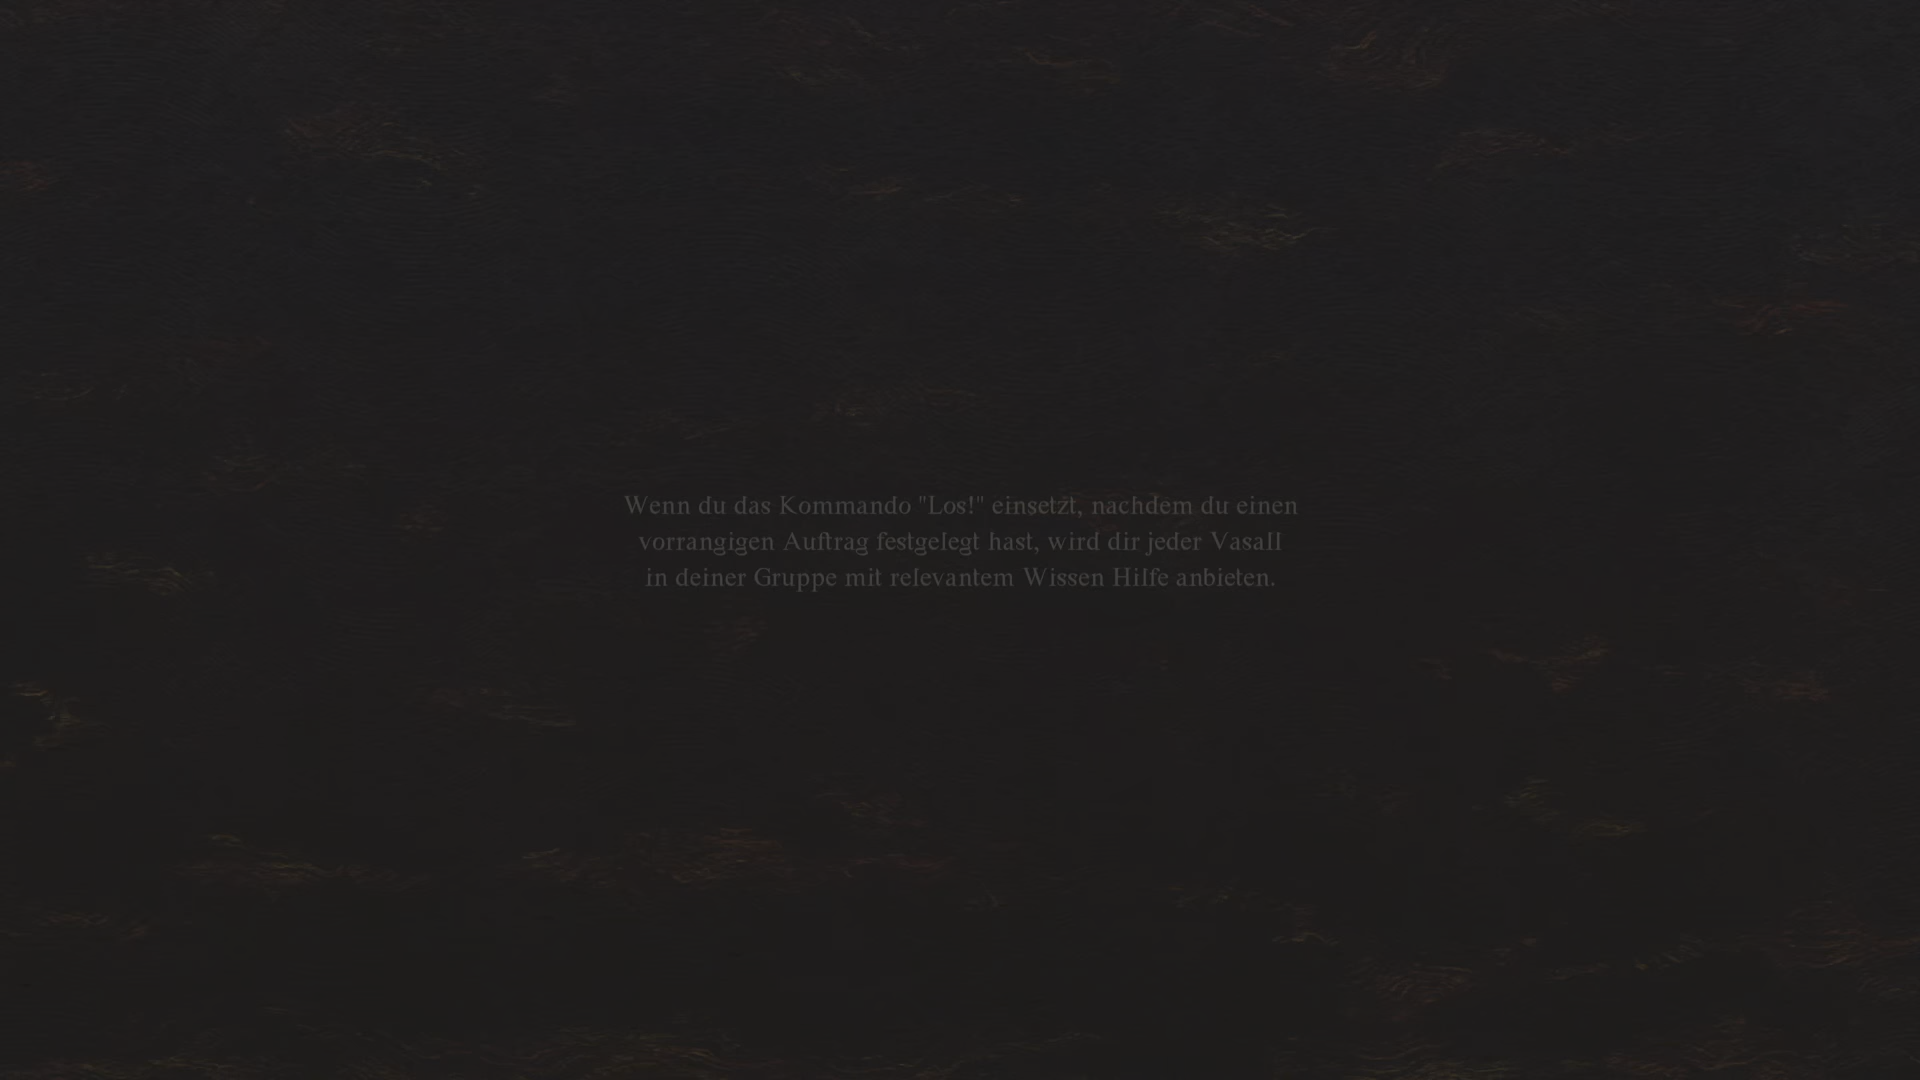 Wenn du das Kommando "Los!" einsetzt, nachdem du einen
vorrangigen Auftrag festgelegt hast, wird dir jeder Vasall
in deiner Gruppe mit relevantem Wissen Hilfe anbieten.